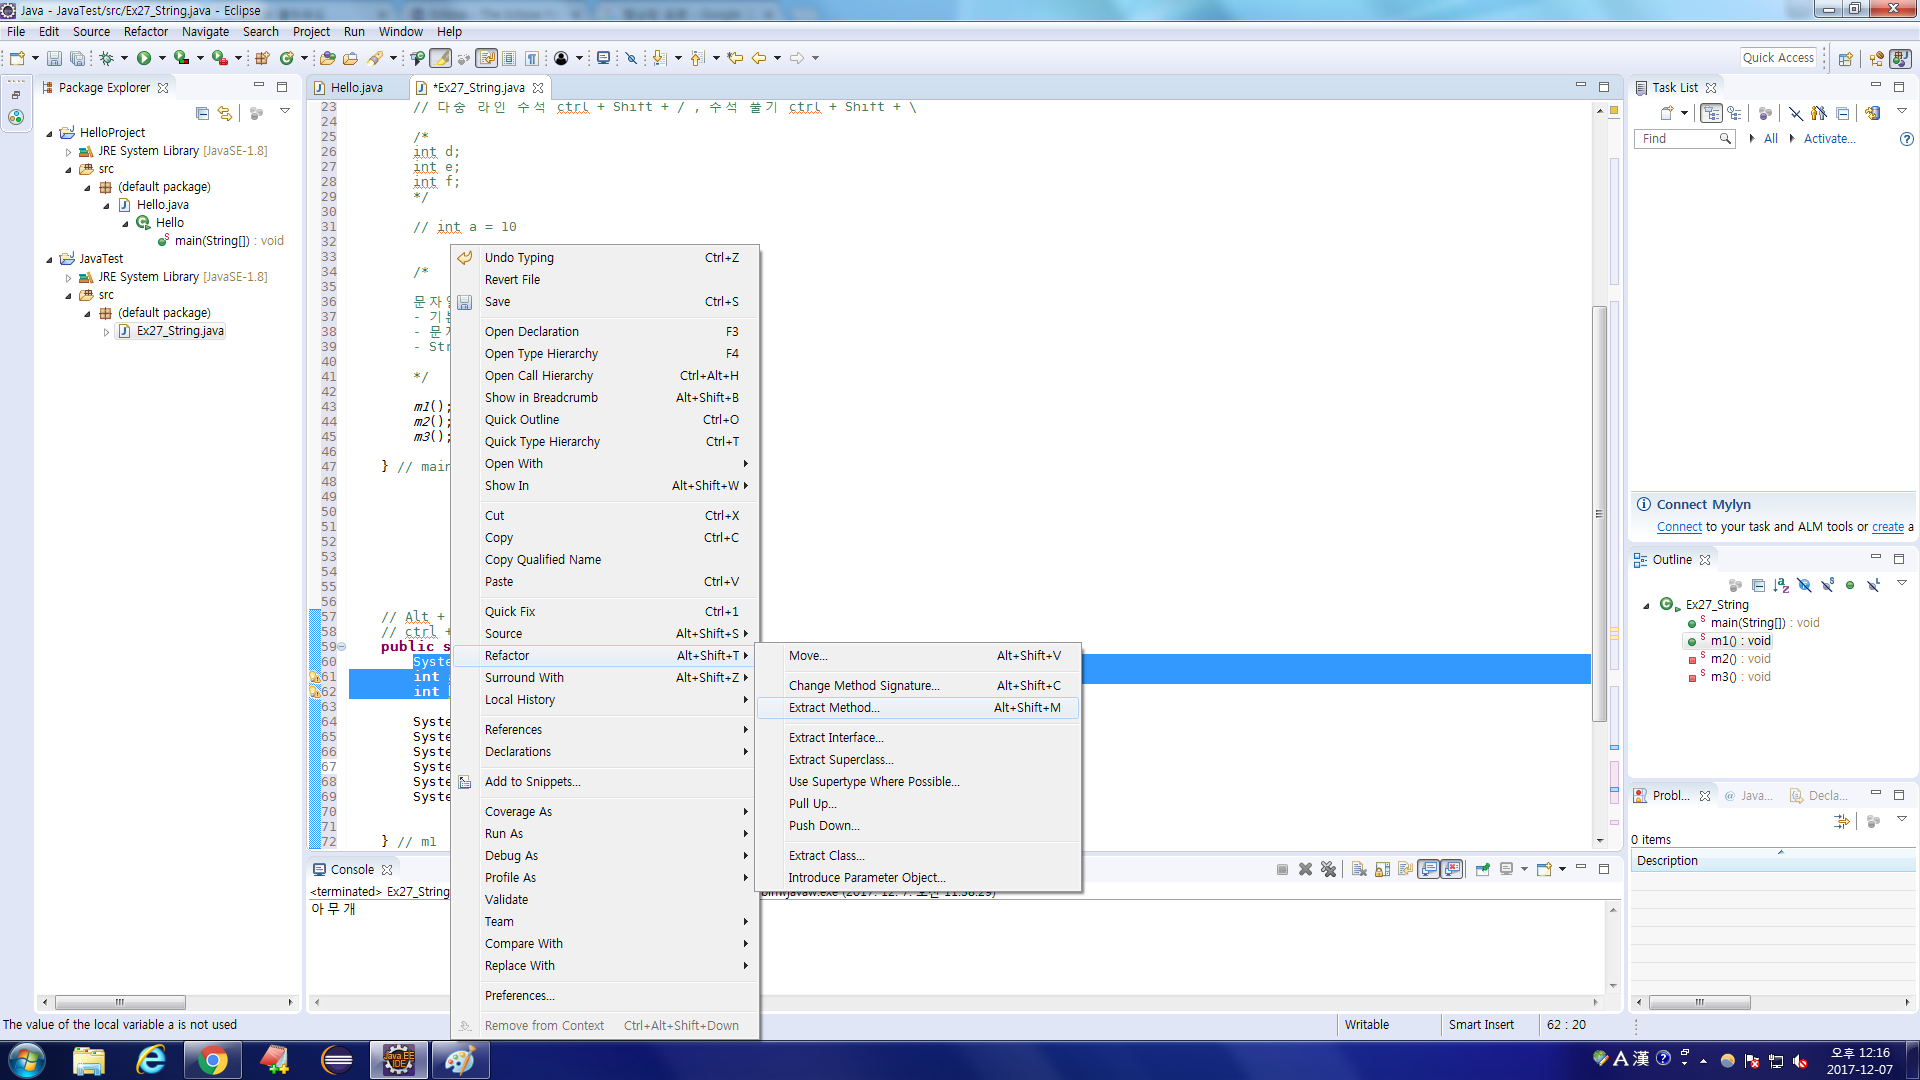 Java - JavaTest/src/Ex27_String.java - Eclipse
File Edit Source Refactor Navigate Search Project Run Window Help
Quick Access
Package Explorer
HelloProject
JRE System Library [JavaSE-1.8]
src
(default package)
Hello.java
Hello
main(String[]) : void
JavaTest
JRE System Library [JavaSE-1.8]
src
(default package)
Ex27_String.java
Hello.java
*Ex27_String.java
23 // 다중 라인 주석 ctrl + Shift + / , 주석 풀기 ctrl + Shift + \
24
25 /*
26 int d;
27 int e;
28 int f;
29 */
30
31 // int a = 10
32
33
34 /*
35
36 문자열
37 - 기본
38 - 문자
39 - Str
40
41 */
42
43 m1();
44 m2();
45 m3();
46
47 } // main
48
49
50
51
52
53
54
55
56
57 // Alt +
58 // ctrl +
59 public s
60 Syste
61 int
62 int
63
64 Syste
65 Syste
66 Syste
67 Syste
68 Syste
69 Syste
70
71
72 } // m1
Undo Typing Ctrl+Z
Revert File
Save Ctrl+S
Open Declaration F3
Open Type Hierarchy F4
Open Call Hierarchy Ctrl+Alt+H
Show in Breadcrumb Alt+Shift+B
Quick Outline Ctrl+O
Quick Type Hierarchy Ctrl+T
Open With
Show In Alt+Shift+W
Cut Ctrl+X
Copy Ctrl+C
Copy Qualified Name
Paste Ctrl+V
Quick Fix Ctrl+1
Source Alt+Shift+S
Refactor Alt+Shift+T
Surround With Alt+Shift+Z
Local History
References
Declarations
Add to Snippets...
Coverage As
Run As
Debug As
Profile As
Validate
Team
Compare With
Replace With
Preferences...
Remove from Context Ctrl+Alt+Shift+Down
Move... Alt+Shift+V
Change Method Signature... Alt+Shift+C
Extract Method... Alt+Shift+M
Extract Interface...
Extract Superclass...
Use Supertype Where Possible...
Pull Up...
Push Down...
Extract Class...
Introduce Parameter Object...
Console
<terminated> Ex27_String
bin\javaw.exe (2017. 12. 7. 오전 11:58:29)
아무개
Task List
Find
All
Activate...
Connect Mylyn
Connect to your task and ALM tools or create a
Outline
Ex27_String
main(String[]) : void
m1() : void
m2() : void
m3() : void
Probl...
@ Java...
Decla...
0 items
Description
The value of the local variable a is not used
Writable
Smart Insert
62 : 20
Java EE
IDE
A 漢
오후 12:16
2017-12-07